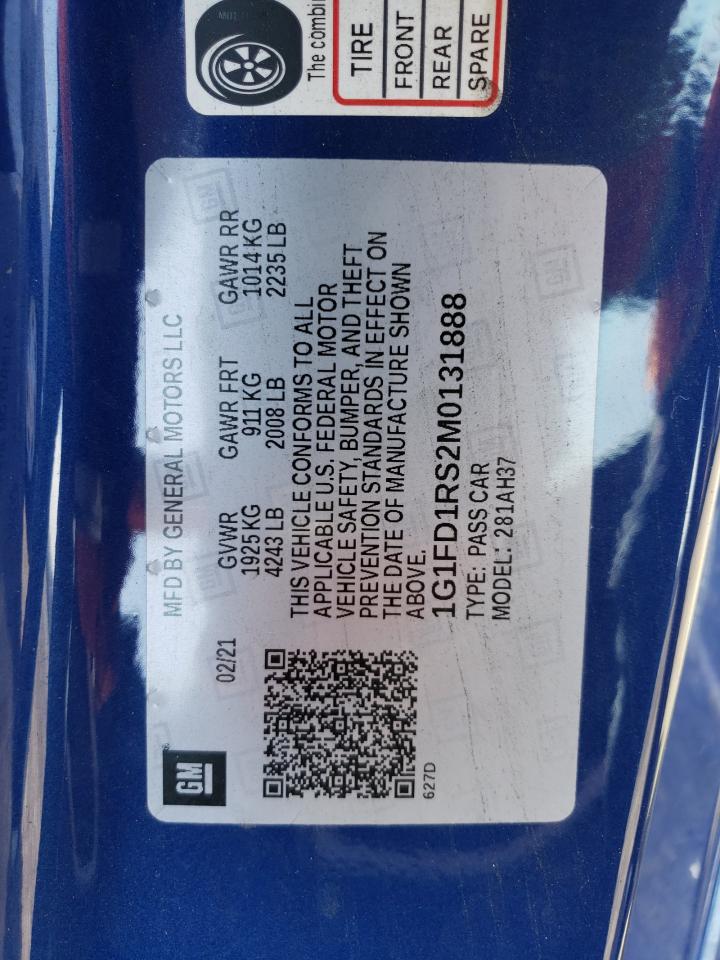 The combi
TIRE
FRONT
REAR
SPARE
GM
MFD BY GENERAL MOTORS LLC
02/21
GVWR GAWR FRT GAWR RR
1925 KG 911 KG 1014 KG
4243 LB 2008 LB 2235 LB
THIS VEHICLE CONFORMS TO ALL
APPLICABLE U.S. FEDERAL MOTOR
VEHICLE SAFETY, BUMPER, AND THEFT
PREVENTION STANDARDS IN EFFECT ON
THE DATE OF MANUFACTURE SHOWN
ABOVE.
1G1FD1RS2M0131888
TYPE: PASS CAR
MODEL: 281AH37
627D